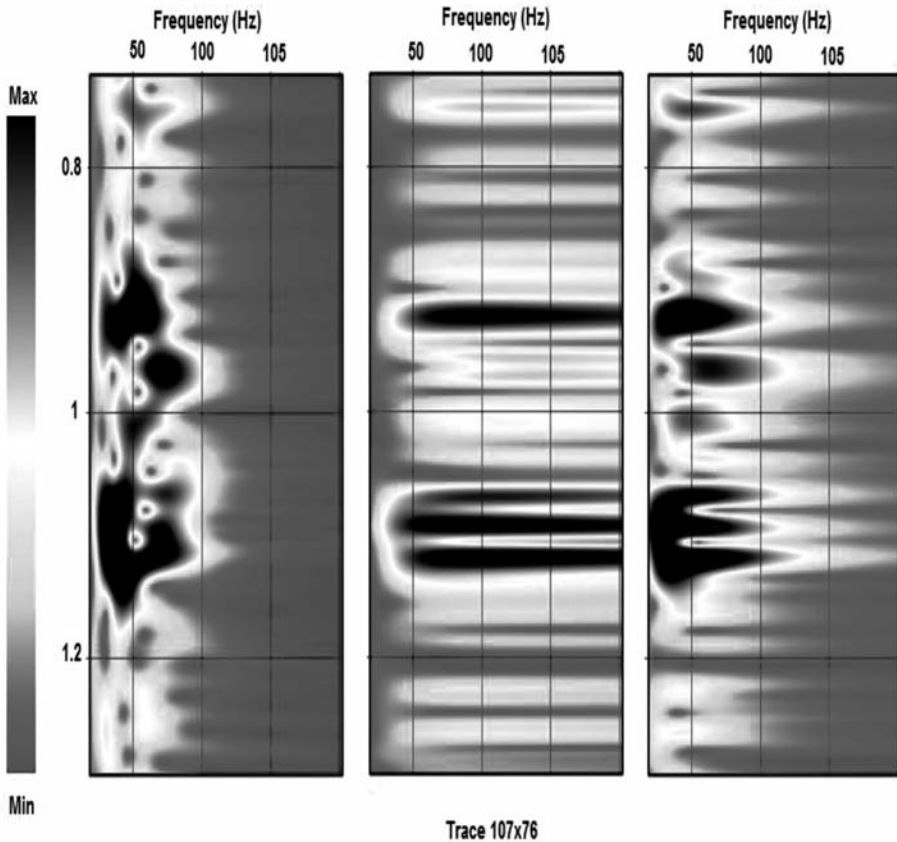 Frequency (Hz) Frequency (Hz) Frequency (Hz)
50 100 105 50 100 105 50 100 105
Max
0.8
1
1.2
Min
Trace 107x76